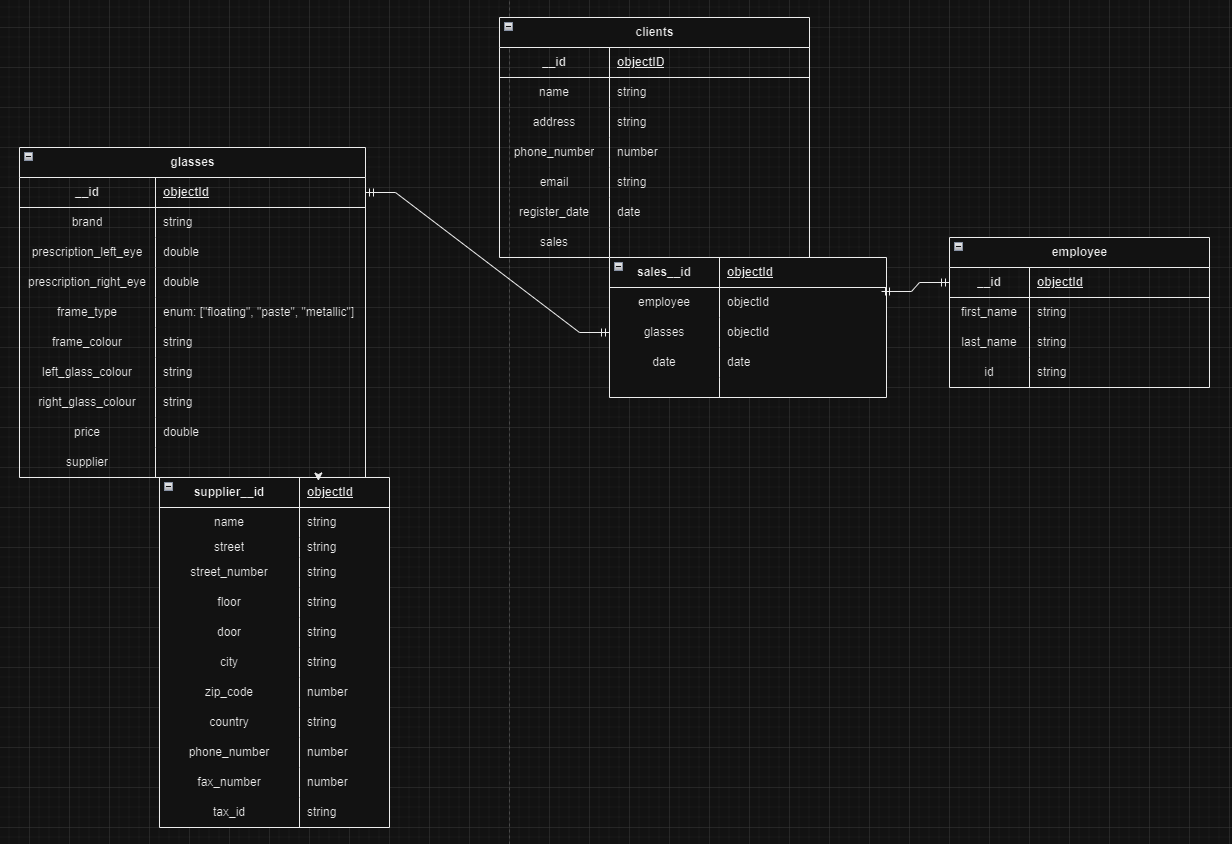 clients
__id objectID
name string
address string
phone_number number
email string
register_date date
sales
glasses
__id objectId
brand string
prescription_left_eye double
prescription_right_eye double
frame_type enum: ["floating", "paste", "metallic"]
frame_colour string
left_glass_colour string
right_glass_colour string
price double
supplier
sales__id objectId
employee objectId
glasses objectId
date date
employee
__id objectId
first_name string
last_name string
id string
supplier__id objectId
name string
street string
street_number string
floor string
door string
city string
zip_code number
country string
phone_number number
fax_number number
tax_id string